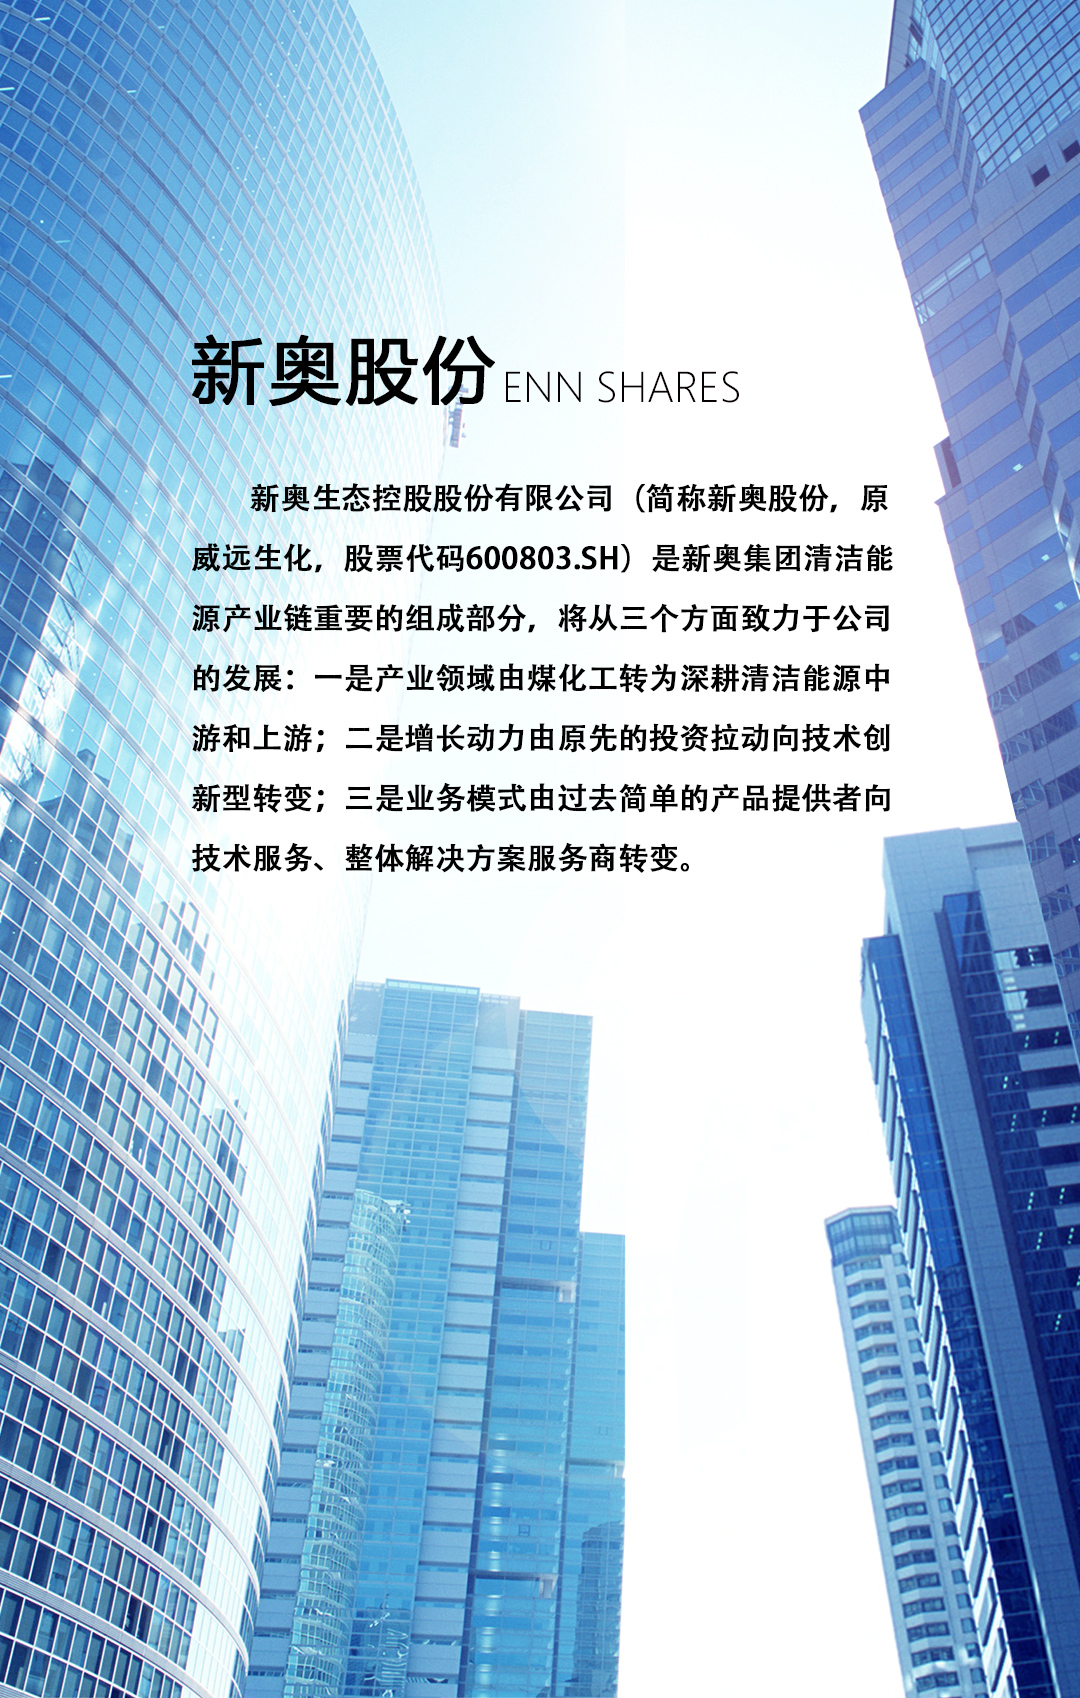 新奥股份 ENN SHARES
新奥生态控股股份有限公司（简称新奥股份，原
威远生化，股票代码600803.SH）是新奥集团清洁能
源产业链重要的组成部分，将从三个方面致力于公司
的发展：一是产业领域由煤化工转为深耕清洁能源中
游和上游；二是增长动力由原先的投资拉动向技术创
新型转变；三是业务模式由过去简单的产品提供者向
技术服务、整体解决方案服务商转变。